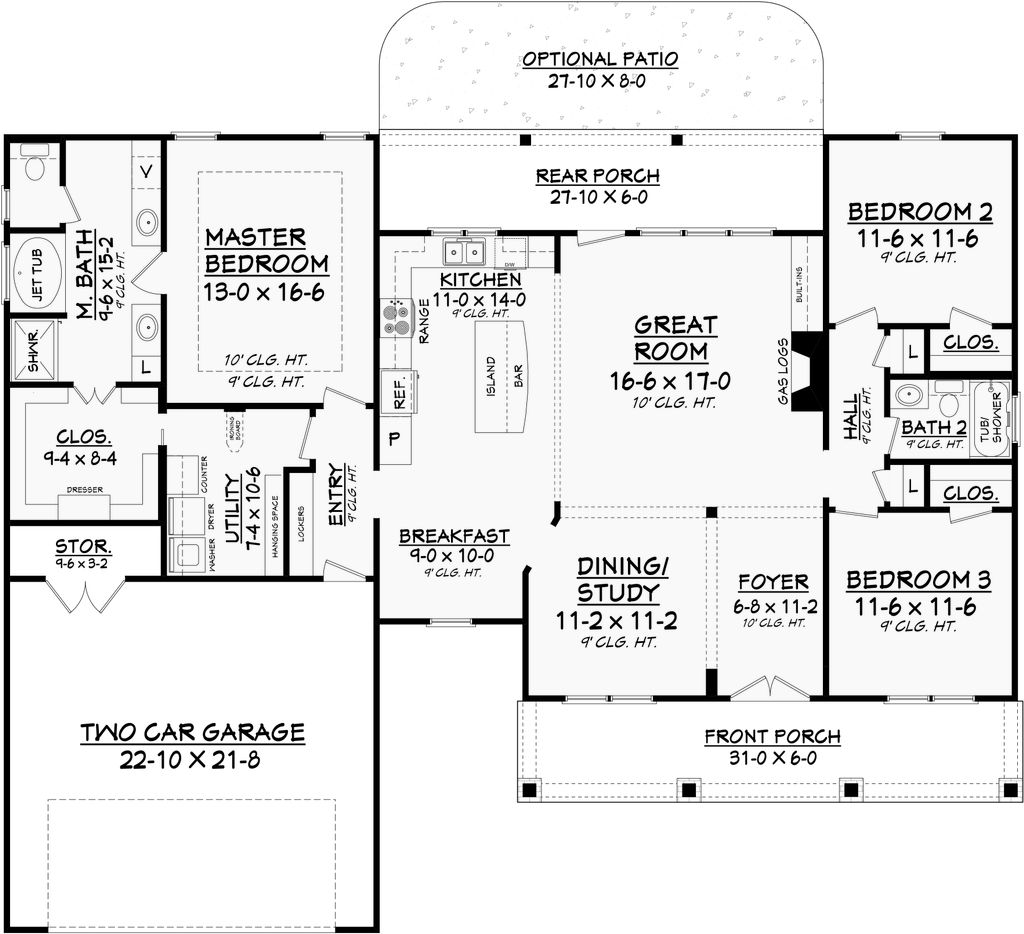 OPTIONAL PATIO
27-10 X 8-0
REAR PORCH
27-10 X 6-0
V
M. BATH
9-6 x 15-2
9' CLG. HT.
JET TUB
SHWR.
L
MASTER
BEDROOM
13-0 x 16-6
10' CLG. HT.
9' CLG. HT.
KITCHEN
11-0 x 14-0
9' CLG. HT.
D/W
RANGE
REF.
P
ISLAND
BAR
GREAT
ROOM
16-6 x 17-0
10' CLG. HT.
BUILT-INS
GAS LOGS
BEDROOM 2
11-6 x 11-6
9' CLG. HT.
CLOS.
L
HALL
9' CLG. HT.
BATH 2
9' CLG. HT.
TUB/
SHOWER
L
CLOS.
CLOS.
9-4 x 8-4
DRESSER
IRONING
BOARD
COUNTER
DRYER
WASHER
UTILITY
7-4 x 10-6
HANGING SPACE
LOCKERS
ENTRY
9' CLG. HT.
STOR.
9-6 x 3-2
BREAKFAST
9-0 x 10-0
9' CLG. HT.
DINING/
STUDY
11-2 x 11-2
9' CLG. HT.
FOYER
6-8 x 11-2
10' CLG. HT.
BEDROOM 3
11-6 x 11-6
9' CLG. HT.
TWO CAR GARAGE
22-10 X 21-8
FRONT PORCH
31-0 X 6-0